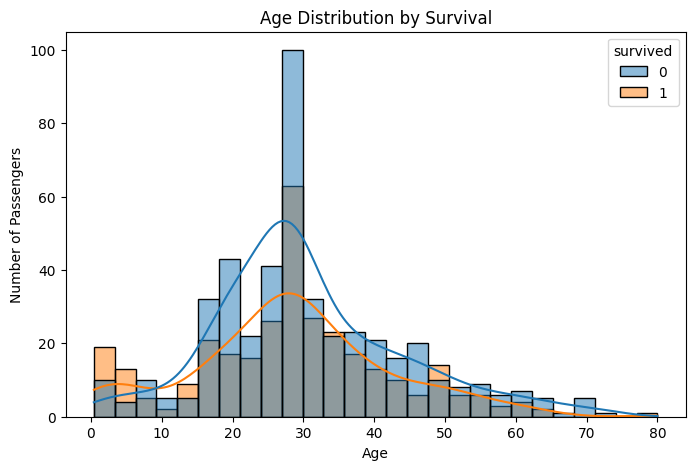 Age Distribution by Survival
survived
0
1
Number of Passengers
100
80
60
40
20
0
0 10 20 30 40 50 60 70 80
Age